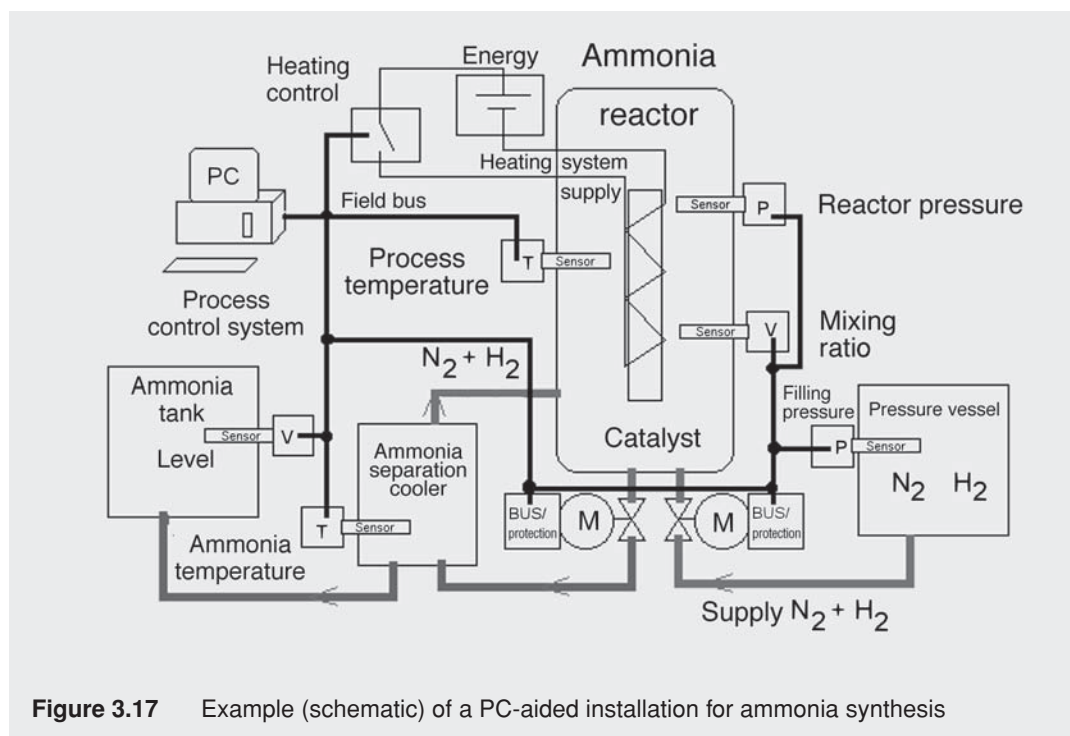 Energy
Ammonia
reactor
Heating
control
Heating system
supply
PC
Field bus
Sensor
P
Reactor pressure
T
Sensor
Process
temperature
Process
control system
Sensor
V
Mixing
ratio
N2 + H2
Ammonia
tank
Sensor
V
Level
Ammonia
separation
cooler
Catalyst
Filling
pressure
P
Sensor
Pressure vessel
N2 H2
T
Sensor
BUS/
protection
M
M
BUS/
protection
Ammonia
temperature
Supply N2 + H2
Figure 3.17 Example (schematic) of a PC-aided installation for ammonia synthesis